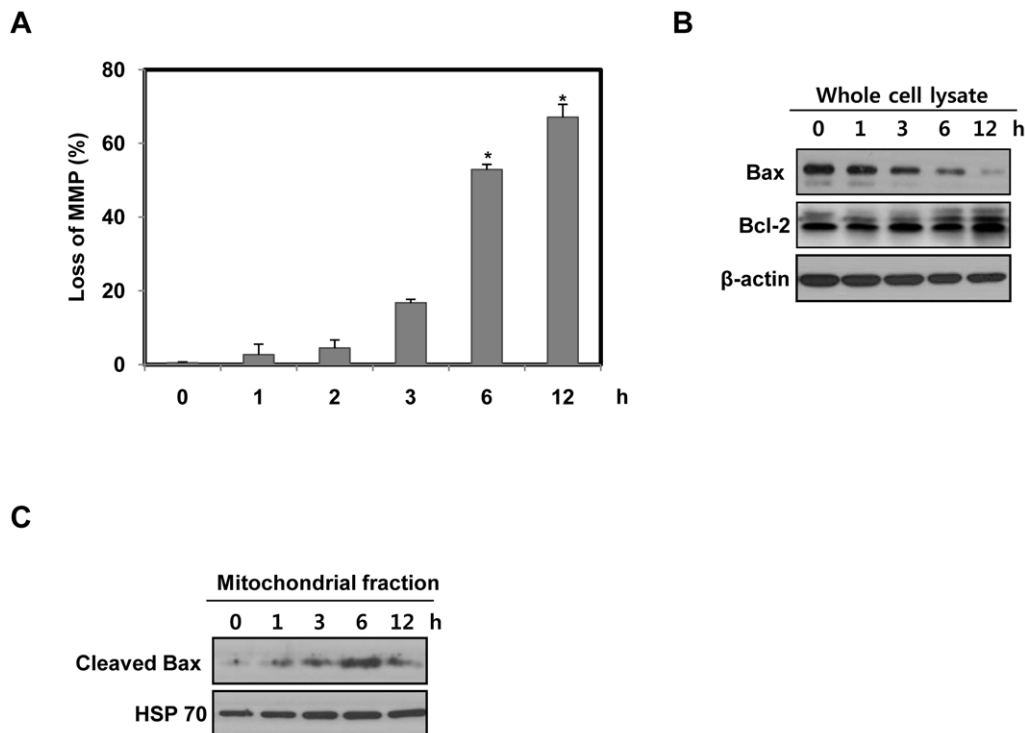 A
Loss of MMP (%)
80
60
40
20
0
*
*
0 1 2 3 6 12 h
B
Whole cell lysate
0 1 3 6 12 h
Bax
Bcl-2
β-actin
C
Mitochondrial fraction
0 1 3 6 12 h
Cleaved Bax
HSP 70